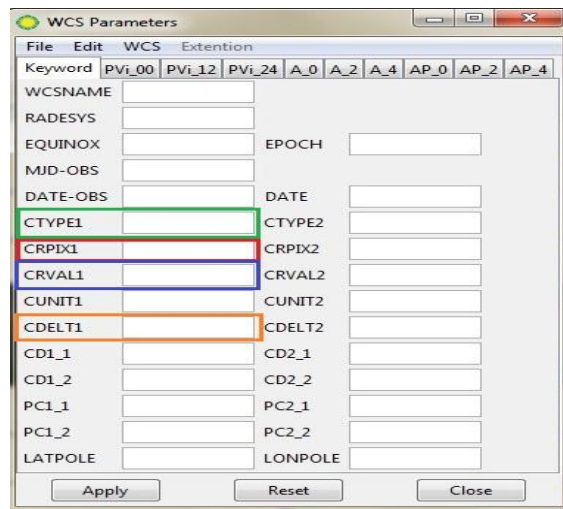 WCS Parameters
File Edit WCS Extention
Keyword PVi_00 PVi_12 PVi_24 A_0 A_2 A_4 AP_0 AP_2 AP_4
WCSNAME
RADESYS
EQUINOX EPOCH
MJD-OBS
DATE-OBS DATE
CTYPE1 CTYPE2
CRPIX1 CRPIX2
CRVAL1 CRVAL2
CUNIT1 CUNIT2
CDELT1 CDELT2
CD1_1 CD2_1
CD1_2 CD2_2
PC1_1 PC2_1
PC1_2 PC2_2
LATPOLE LONPOLE
Apply Reset Close